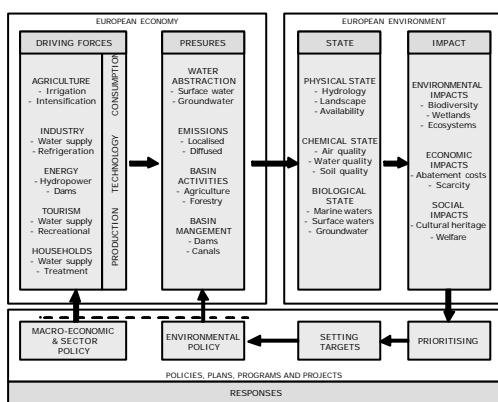 EUROPEAN ECONOMY
DRIVING FORCES
AGRICULTURE
- Irrigation
- Intensification
INDUSTRY
- Water supply
- Refrigeration
ENERGY
- Hydropower
- Dams
TOURISM
- Water supply
- Recreational
HOUSEHOLDS
- Water supply
- Treatment
CONSUMPTION
TECHNOLOGY
PRODUCTION
PRESURES
WATER
ABSTRACTION
- Surface water
- Groundwater
EMISSIONS
- Localised
- Diffused
BASIN
ACTIVITIES
- Agriculture
- Forestry
BASIN
MANGEMENT
- Dams
- Canals
EUROPEAN ENVIRONMENT
STATE
PHYSICAL STATE
- Hydrology
- Landscape
- Availability
CHEMICAL STATE
- Air quality
- Water quality
- Soil quality
BIOLOGICAL
STATE
- Marine waters
- Surface waters
- Groundwater
IMPACT
ENVIRONMENTAL
IMPACTS
- Biodiversity
- Wetlands
- Ecosystems
ECONOMIC
IMPACTS
- Abatement costs
- Scarcity
SOCIAL
IMPACTS
- Cultural heritage
- Welfare
MACRO-ECONOMIC
& SECTOR
POLICY
ENVIRONMENTAL
POLICY
SETTING
TARGETS
PRIORITISING
POLICIES, PLANS, PROGRAMS AND PROJECTS
RESPONSES